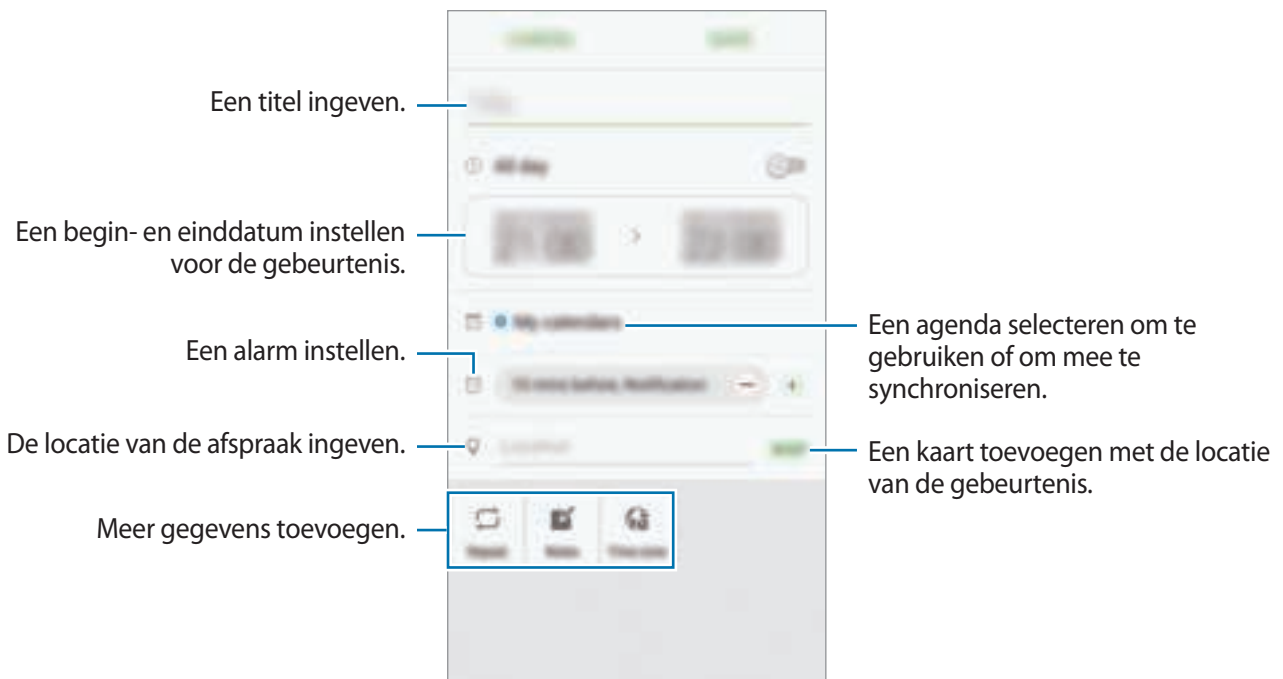 Een titel ingeven.
All day
Een begin- en einddatum instellen
voor de gebeurtenis.
My calendars
Een agenda selecteren om te
gebruiken of om mee te
synchroniseren.
Een alarm instellen.
De locatie van de afspraak ingeven.
Een kaart toevoegen met de locatie
van de gebeurtenis.
Meer gegevens toevoegen.